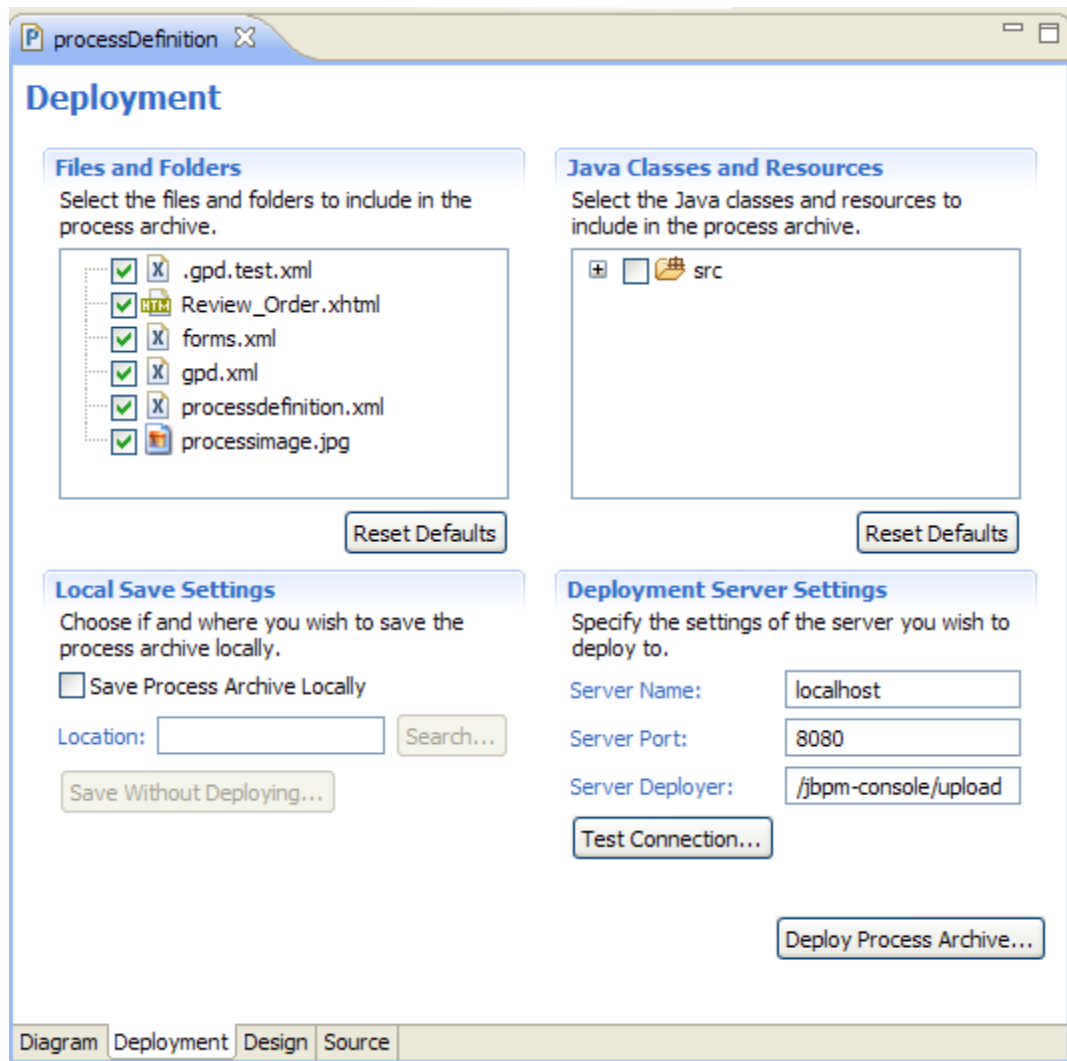 processDefinition
Deployment
Files and Folders
Select the files and folders to include in the
process archive.
.gpd.test.xml
Review_Order.xhtml
forms.xml
gpd.xml
processdefinition.xml
processimage.jpg
Reset Defaults
Java Classes and Resources
Select the Java classes and resources to
include in the process archive.
src
Reset Defaults
Local Save Settings
Choose if and where you wish to save the
process archive locally.
Save Process Archive Locally
Location:
Search...
Save Without Deploying...
Deployment Server Settings
Specify the settings of the server you wish to
deploy to.
Server Name: localhost
Server Port: 8080
Server Deployer: /jbpm-console/upload
Test Connection...
Deploy Process Archive...
Diagram Deployment Design Source